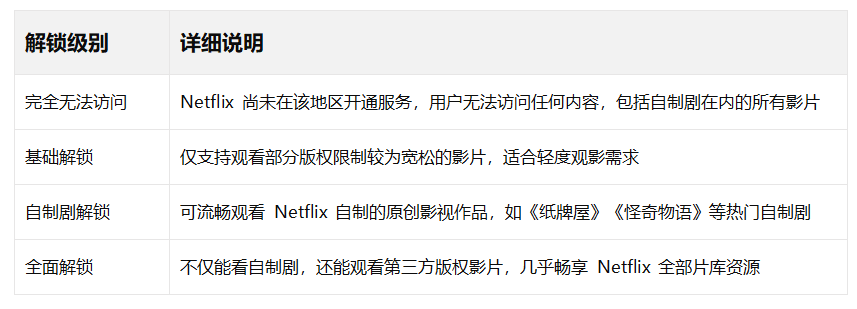 解锁级别 详细说明
完全无法访问 Netflix 尚未在该地区开通服务，用户无法访问任何内容，包括自制剧在内的所有影片
基础解锁 仅支持观看部分版权限制较为宽松的影片，适合轻度观影需求
自制剧解锁 可流畅观看 Netflix 自制的原创影视作品，如《纸牌屋》《怪奇物语》等热门自制剧
全面解锁 不仅能看自制剧，还能观看第三方版权影片，几乎畅享 Netflix 全部片库资源